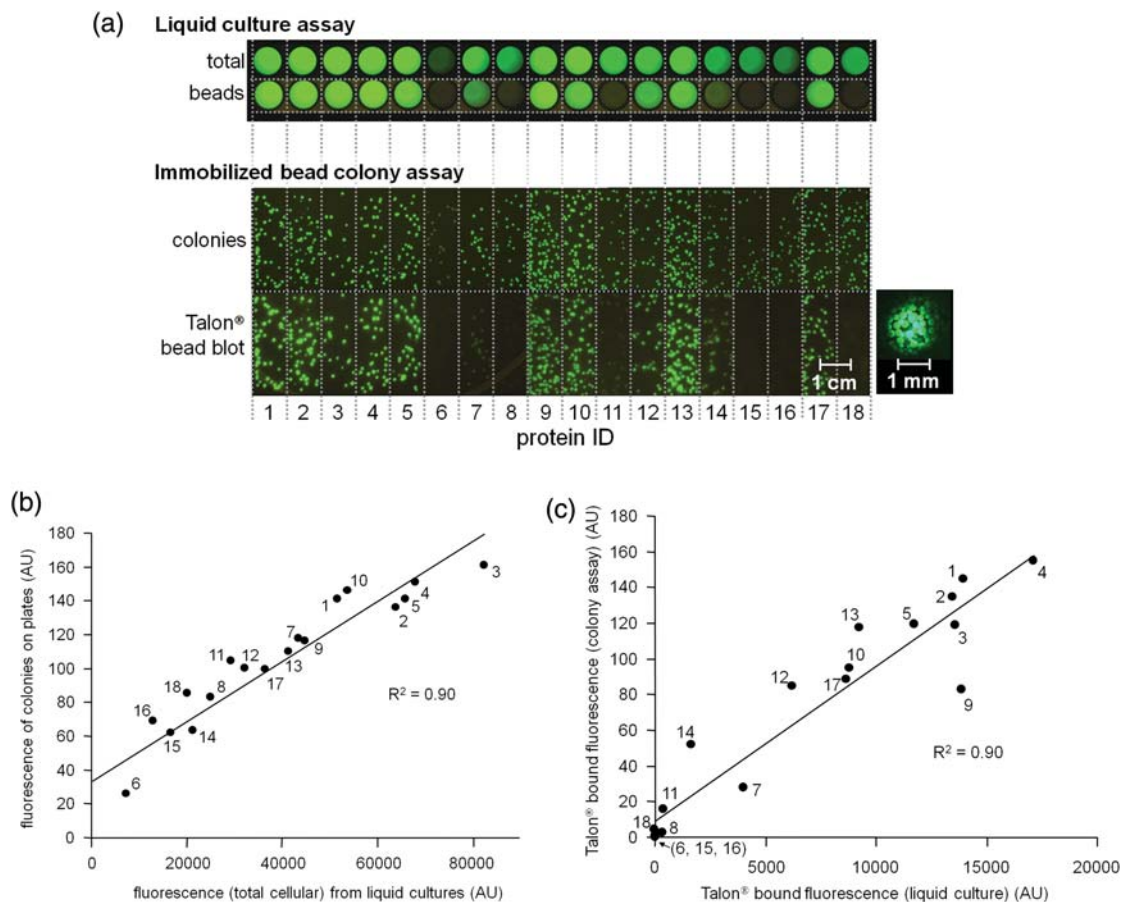 (a)
Liquid culture assay
total
beads
Immobilized bead colony assay
colonies
Talon®
bead blot
1 cm
1 mm
1 2 3 4 5 6 7 8 9 10 11 12 13 14 15 16 17 18
protein ID
(b)
fluorescence of colonies on plates (AU)
180
160
140
120
100
80
60
40
20
0
0 20000 40000 60000 80000
fluorescence (total cellular) from liquid cultures (AU)
3
10
4
1
5
2
7
9
11
12
13
17
18
8
16
15
14
6
R² = 0.90
(c)
Talon® bound fluorescence (colony assay) (AU)
180
160
140
120
100
80
60
40
20
0
0 5000 10000 15000 20000
Talon® bound fluorescence (liquid culture) (AU)
1
4
2
13
5
3
10
12
17
9
14
7
11
18
8
(6, 15, 16)
R² = 0.90